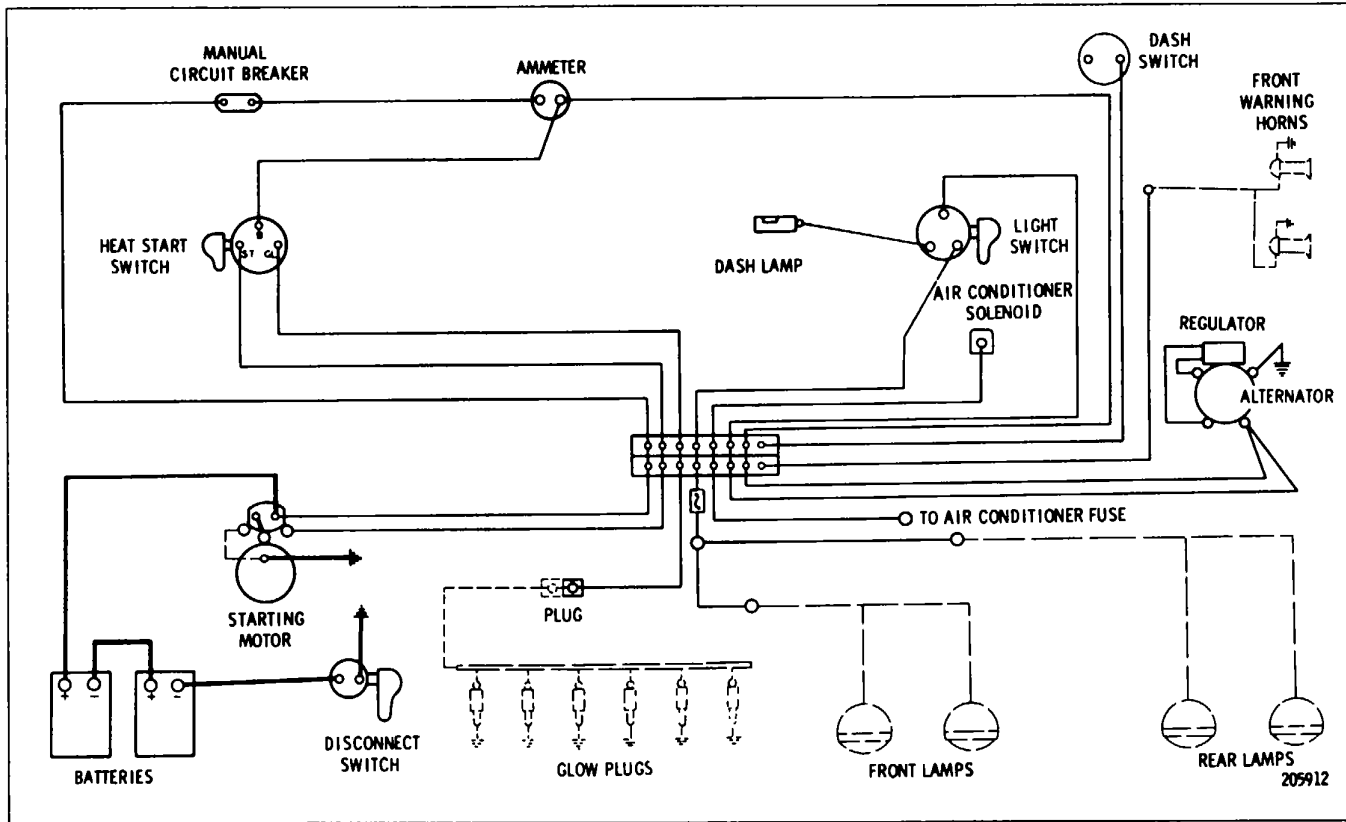 MANUAL
CIRCUIT BREAKER
AMMETER
DASH
SWITCH
FRONT
WARNING
HORNS
HEAT START
SWITCH
B
ST GL
DASH LAMP
LIGHT
SWITCH
AIR CONDITIONER
SOLENOID
REGULATOR
ALTERNATOR
TO AIR CONDITIONER FUSE
STARTING
MOTOR
PLUG
+ − + −
BATTERIES
DISCONNECT
SWITCH
GLOW PLUGS
FRONT LAMPS
REAR LAMPS
205912